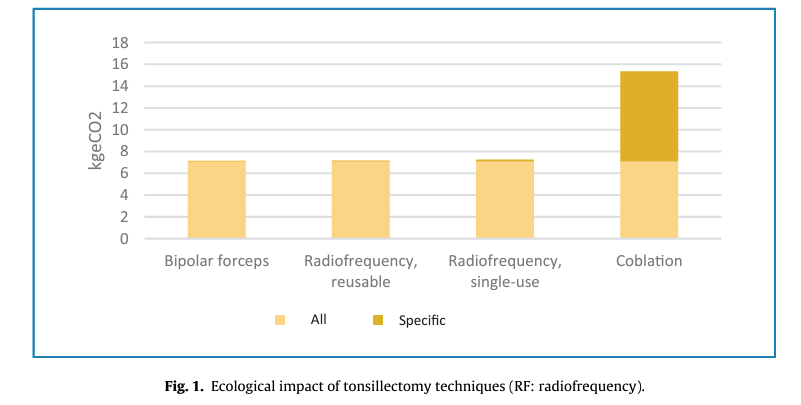 18
16
14
12
10
8
6
4
2
0
kgeCO2
Bipolar forceps
Radiofrequency,
reusable
Radiofrequency,
single-use
Coblation
All
Specific
Fig. 1. Ecological impact of tonsillectomy techniques (RF: radiofrequency).